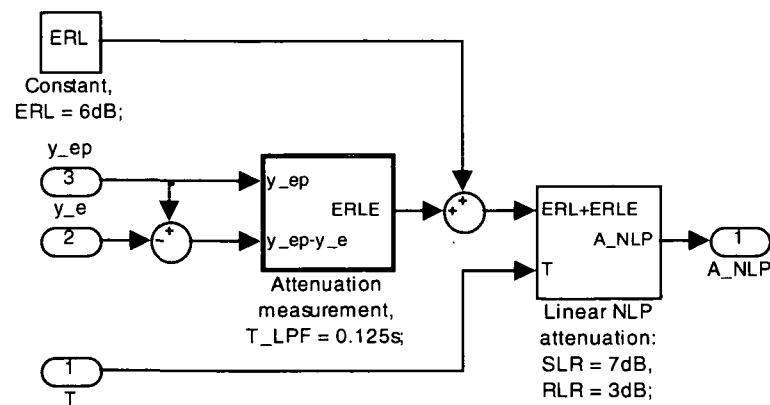 ERL
Constant,
ERL = 6dB;
y_ep
3
y_e
2
+
-
y_ep
ERLE
y_ep-y_e
Attenuation
measurement,
T_LPF = 0.125s;
+
+
ERL+ERLE
A_NLP
T
Linear NLP
attenuation:
SLR = 7dB,
RLR = 3dB;
1
A_NLP
1
T